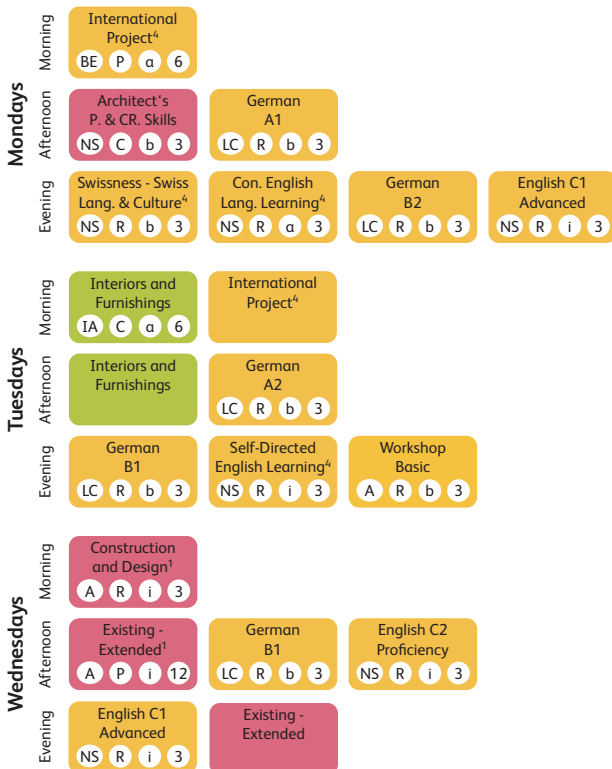 Mondays
Morning
International
Project⁴
BE P a 6
Afternoon
Architect‘s
P. & CR. Skills
NS C b 3
German
A1
LC R b 3
Evening
Swissness - Swiss
Lang. & Culture⁴
NS R b 3
Con. English
Lang. Learning⁴
NS R a 3
German
B2
LC R b 3
English C1
Advanced
NS R i 3
Tuesdays
Morning
Interiors and
Furnishings
IA C a 6
International
Project⁴
Afternoon
Interiors and
Furnishings
German
A2
LC R b 3
Evening
German
B1
LC R b 3
Self-Directed
English Learning⁴
NS R i 3
Workshop
Basic
A R b 3
Wednesdays
Morning
Construction
and Design¹
A R i 3
Afternoon
Existing -
Extended¹
A P i 12
German
B1
LC R b 3
English C2
Proficiency
NS R i 3
Evening
English C1
Advanced
NS R i 3
Existing -
Extended